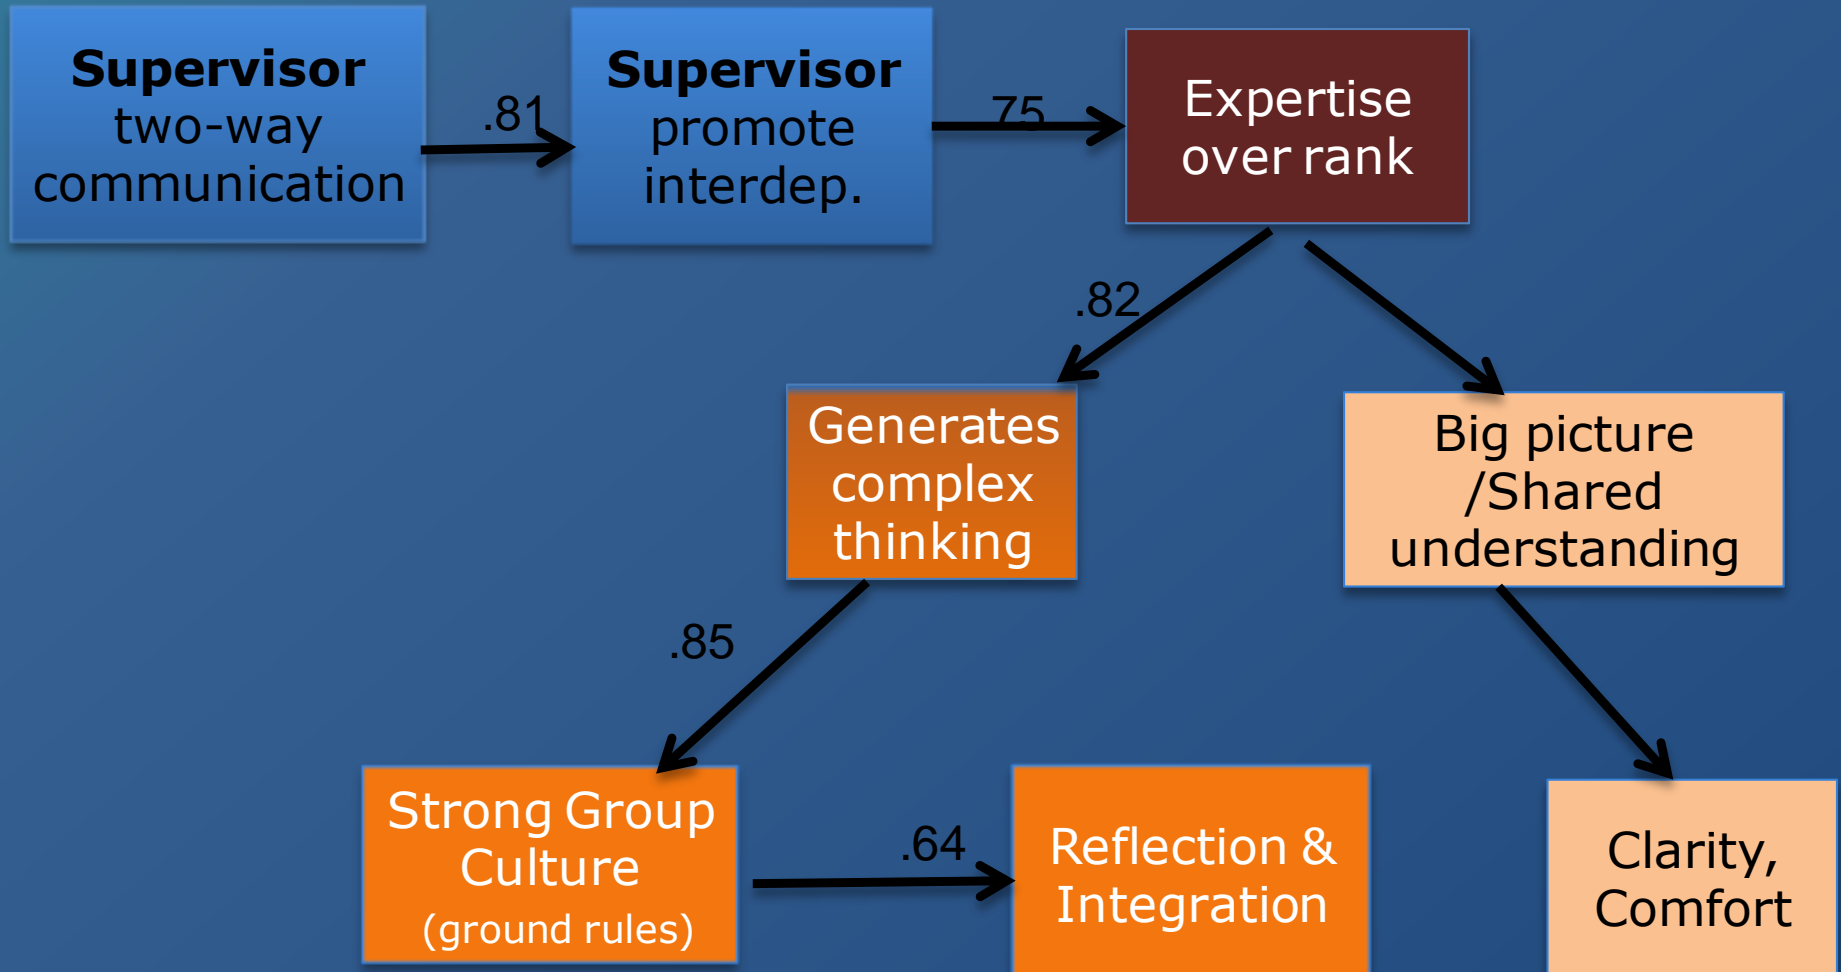 Supervisor
two-way
communication
.81
Supervisor
promote
interdep.
.75
Expertise
over rank
.82
Generates
complex
thinking
Big picture
/Shared
understanding
.85
Strong Group
Culture
(ground rules)
.64
Reflection &
Integration
Clarity,
Comfort